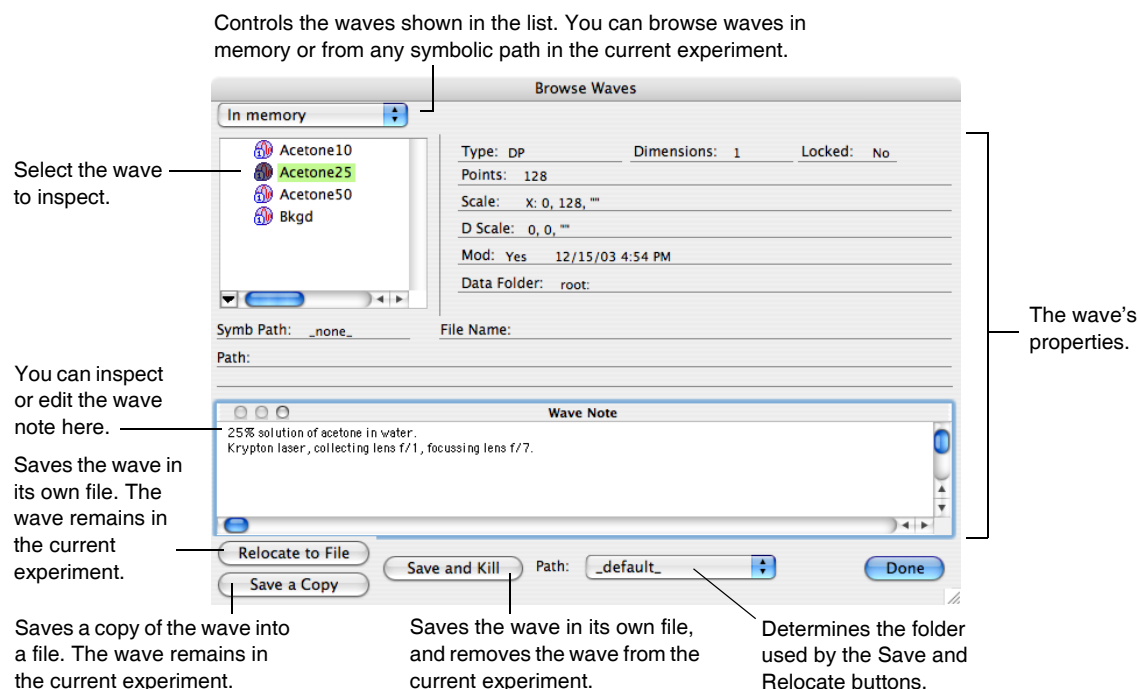 Controls the waves shown in the list. You can browse waves in
memory or from any symbolic path in the current experiment.
Browse Waves
In memory
Select the wave
to inspect.
Acetone10
Acetone25
Acetone50
Bkgd
Type: DP Dimensions: 1 Locked: No
Points: 128
Scale: X: 0, 128, ""
D Scale: 0, 0, ""
Mod: Yes 12/15/03 4:54 PM
Data Folder: root:
Symb Path: _none_ File Name:
Path:
The wave's
properties.
You can inspect
or edit the wave
note here.
Wave Note
25% solution of acetone in water.
Krypton laser, collecting lens f/1, focussing lens f/7.
Saves the wave in
its own file. The
wave remains in
the current
experiment.
Relocate to File
Save a Copy
Save and Kill
Path: _default_
Done
Saves a copy of the wave into
a file. The wave remains in
the current experiment.
Saves the wave in its own file,
and removes the wave from the
current experiment.
Determines the folder
used by the Save and
Relocate buttons.